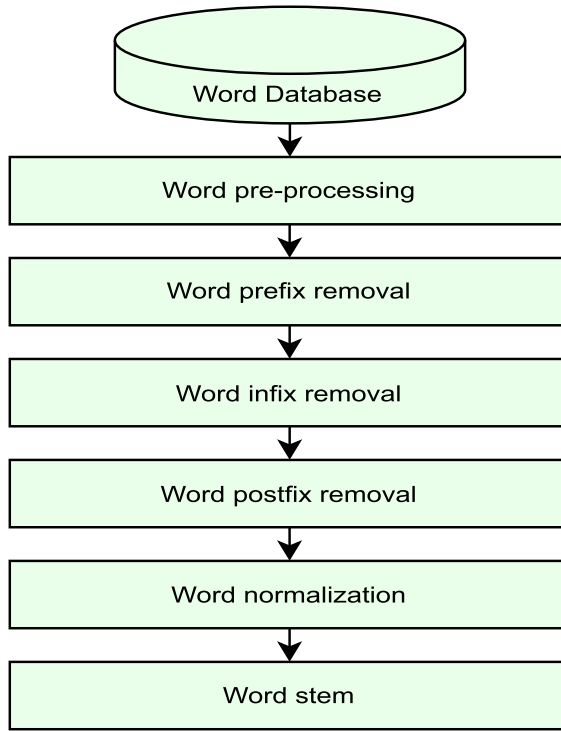 Word Database
Word pre-processing
Word prefix removal
Word infix removal
Word postfix removal
Word normalization
Word stem